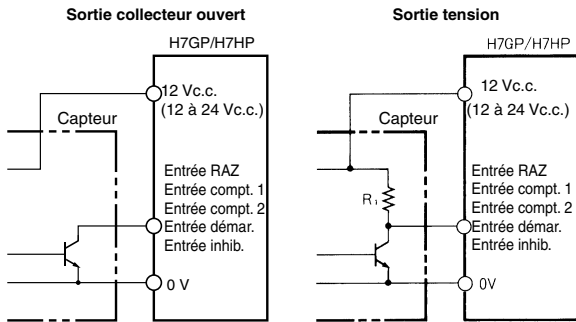 Sortie collecteur ouvert
H7GP/H7HP
12 Vc.c.
(12 à 24 Vc.c.)
Capteur
Entrée RAZ
Entrée compt. 1
Entrée compt. 2
Entrée démar.
Entrée inhib.
0 V
Sortie tension
H7GP/H7HP
12 Vc.c.
(12 à 24 Vc.c.)
Capteur
R₁
Entrée RAZ
Entrée compt. 1
Entrée compt. 2
Entrée démar.
Entrée inhib.
0V